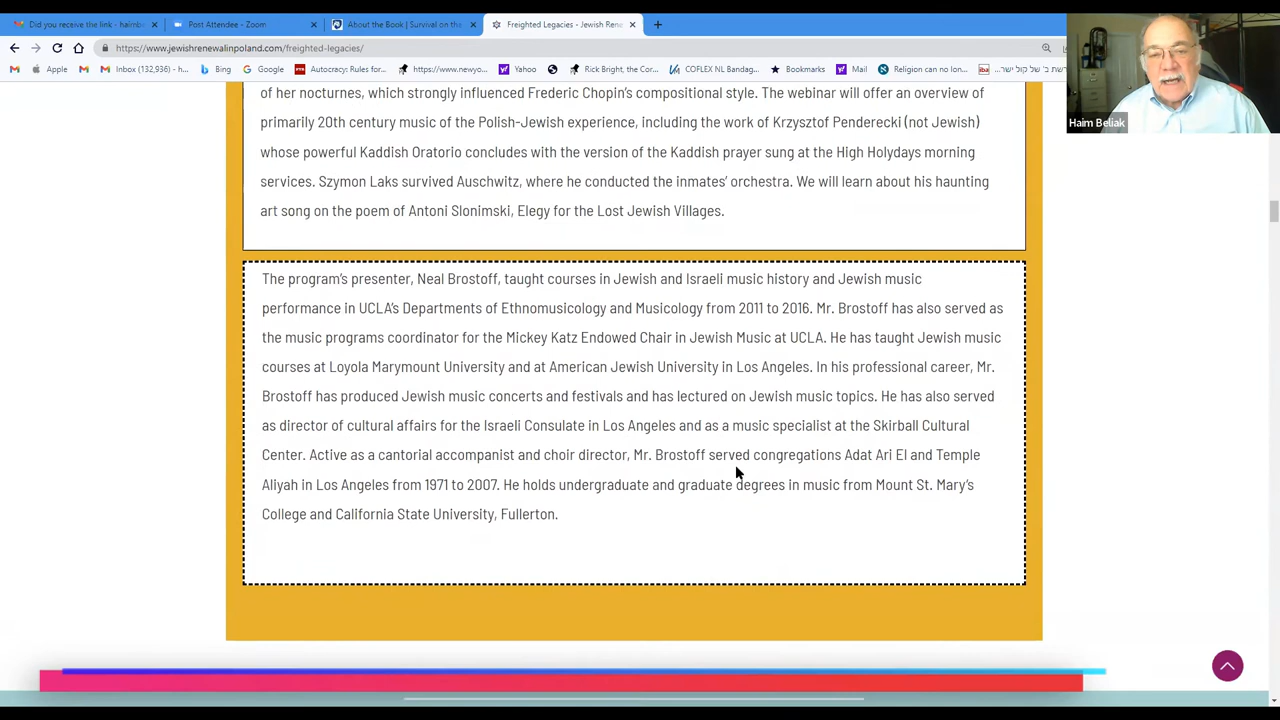 Did you receive the link - haimb
Post Attendee - Zoom
About the Book | Survival on the
Freighted Legacies - Jewish Rene
https://www.jewishrenewalinpoland.com/freighted-legacies/
Apple
Inbox (132,936) - h...
Bing
Google
Autocracy: Rules for...
https://www.newyo...
Yahoo
Rick Bright, the Cor...
COFLEX NL Bandag...
Bookmarks
Mail
Religion can no lon...
רשת ב' של קול ישר...
of her nocturnes, which strongly influenced Frederic Chopin's compositional style. The webinar will offer an overview of
primarily 20th century music of the Polish-Jewish experience, including the work of Krzysztof Penderecki (not Jewish)
whose powerful Kaddish Oratorio concludes with the version of the Kaddish prayer sung at the High Holydays morning
services. Szymon Laks survived Auschwitz, where he conducted the inmates' orchestra. We will learn about his haunting
art song on the poem of Antoni Slonimski, Elegy for the Lost Jewish Villages.
The program's presenter, Neal Brostoff, taught courses in Jewish and Israeli music history and Jewish music
performance in UCLA's Departments of Ethnomusicology and Musicology from 2011 to 2016. Mr. Brostoff has also served as
the music programs coordinator for the Mickey Katz Endowed Chair in Jewish Music at UCLA. He has taught Jewish music
courses at Loyola Marymount University and at American Jewish University in Los Angeles. In his professional career, Mr.
Brostoff has produced Jewish music concerts and festivals and has lectured on Jewish music topics. He has also served
as director of cultural affairs for the Israeli Consulate in Los Angeles and as a music specialist at the Skirball Cultural
Center. Active as a cantorial accompanist and choir director, Mr. Brostoff served congregations Adat Ari El and Temple
Aliyah in Los Angeles from 1971 to 2007. He holds undergraduate and graduate degrees in music from Mount St. Mary's
College and California State University, Fullerton.
Haim Beliak